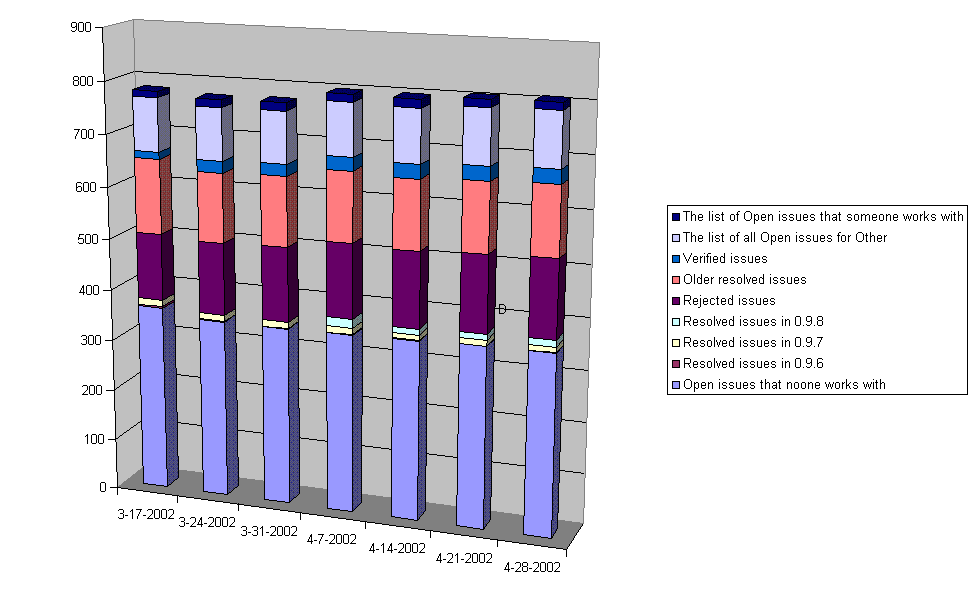 900
800
700
600
500
400
300
200
100
0
3-17-2002
3-24-2002
3-31-2002
4-7-2002
4-14-2002
4-21-2002
4-28-2002
D
The list of Open issues that someone works with
The list of all Open issues for Other
Verified issues
Older resolved issues
Rejected issues
Resolved issues in 0.9.8
Resolved issues in 0.9.7
Resolved issues in 0.9.6
Open issues that noone works with